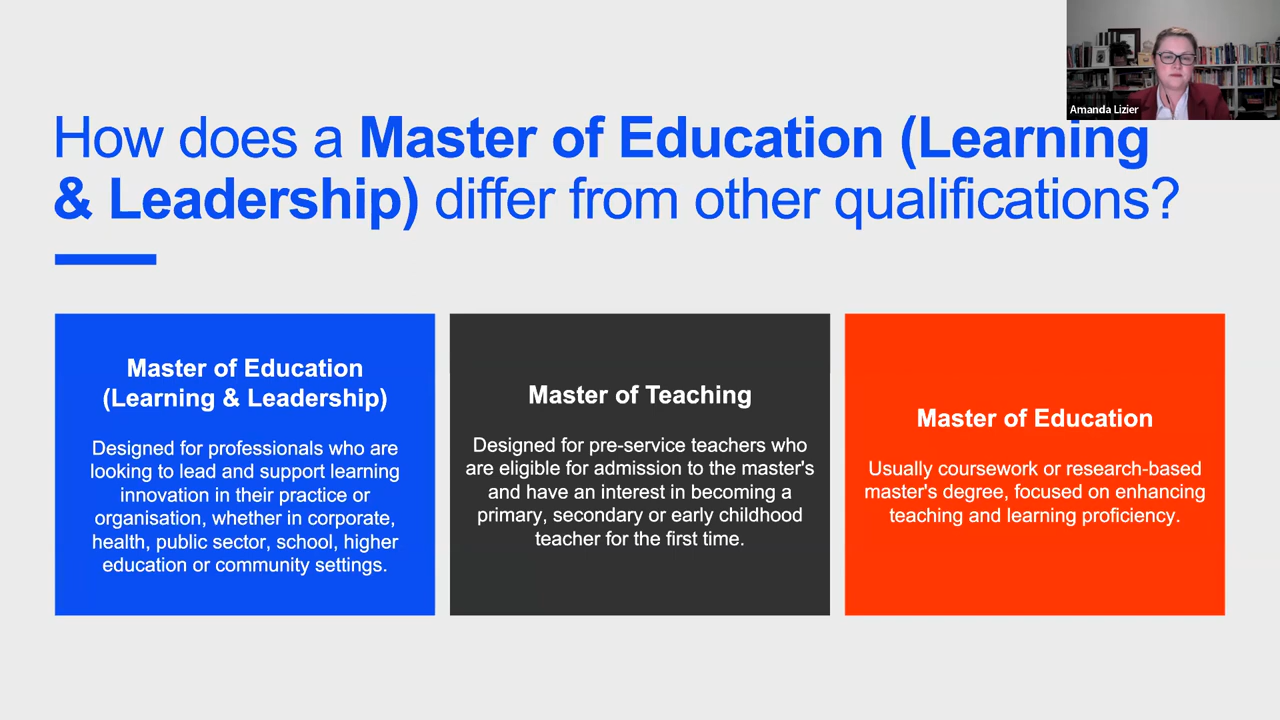 Amanda Lizier
How does a Master of Education (Learning
& Leadership) differ from other qualifications?
Master of Education
(Learning & Leadership)
Designed for professionals who are
looking to lead and support learning
innovation in their practice or
organisation, whether in corporate,
health, public sector, school, higher
education or community settings.
Master of Teaching
Designed for pre-service teachers who
are eligible for admission to the master's
and have an interest in becoming a
primary, secondary or early childhood
teacher for the first time.
Master of Education
Usually coursework or research-based
master's degree, focused on enhancing
teaching and learning proficiency.